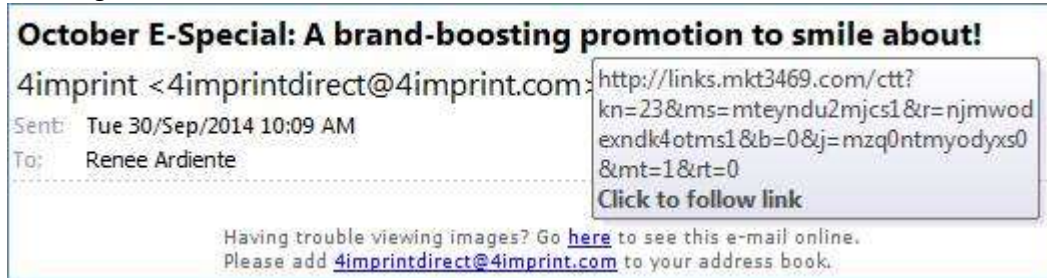 October E-Special: A brand-boosting promotion to smile about!
4imprint <4imprintdirect@4imprint.com>
http://links.mkt3469.com/ctt?
kn=23&ms=mteyndu2mjcs1&r=njmwod
exndk4otms1&b=0&j=mzq0ntmyodyxs0
&mt=1&rt=0
Click to follow link
Sent: Tue 30/Sep/2014 10:09 AM
To: Renee Ardiente
Having trouble viewing images? Go here to see this e-mail online.
Please add 4imprintdirect@4imprint.com to your address book.